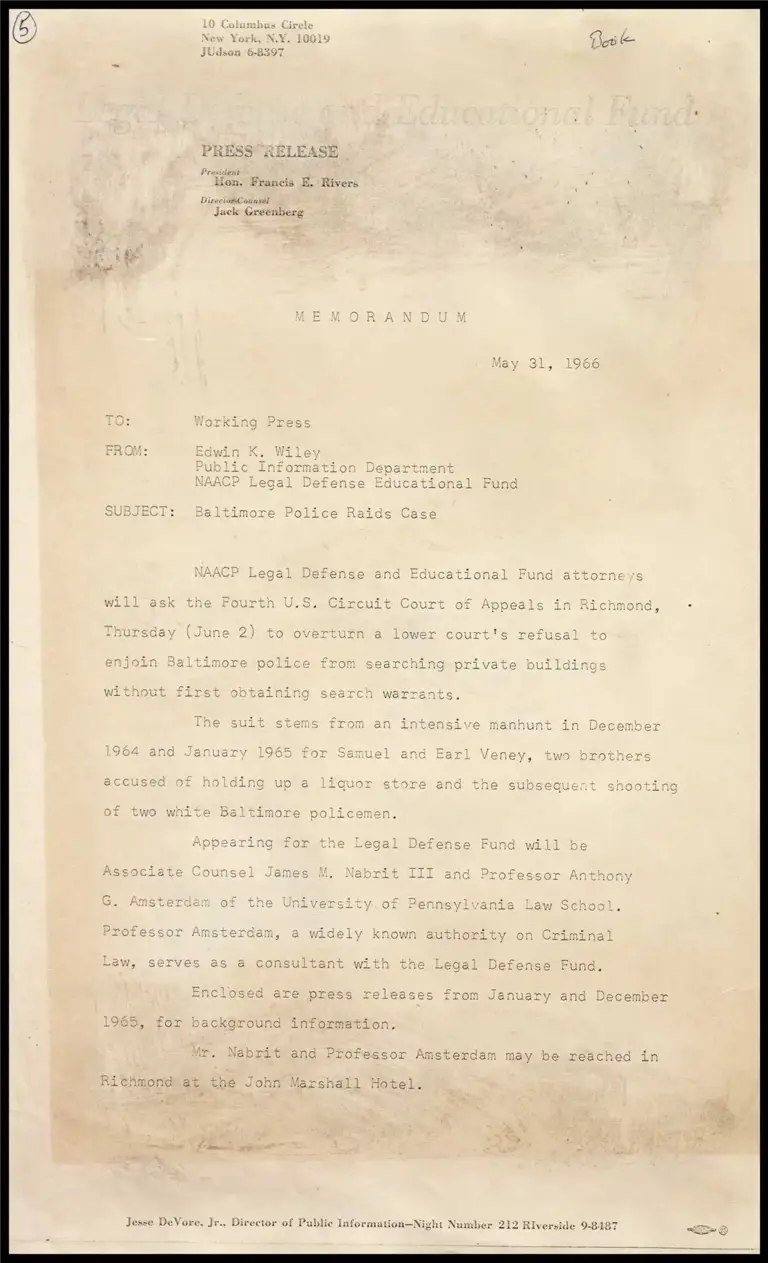 5
10 Columbus Circle
New York, N.Y. 10019
JUdson 6-8397
Book
Legal Defense and Educational Fund
PRESS RELEASE
President
Hon. Francis E. Rivers
Director-Counsel
Jack Greenberg
MEMORANDUM
May 31, 1966
TO: Working Press
FROM: Edwin K. Wiley
Public Information Department
NAACP Legal Defense Educational Fund
SUBJECT: Baltimore Police Raids Case
NAACP Legal Defense and Educational Fund attorneys
will ask the Fourth U.S. Circuit Court of Appeals in Richmond,
Thursday (June 2) to overturn a lower court's refusal to
enjoin Baltimore police from searching private buildings
without first obtaining search warrants.
The suit stems from an intensive manhunt in December
1964 and January 1965 for Samuel and Earl Veney, two brothers
accused of holding up a liquor store and the subsequent shooting
of two white Baltimore policemen.
Appearing for the Legal Defense Fund will be
Associate Counsel James M. Nabrit III and Professor Anthony
G. Amsterdam of the University of Pennsylvania Law School.
Professor Amsterdam, a widely known authority on Criminal
Law, serves as a consultant with the Legal Defense Fund.
Enclosed are press releases from January and December
1965, for background information.
Mr. Nabrit and Professor Amsterdam may be reached in
Richmond at the John Marshall Hotel.
Jesse DeVore, Jr., Director of Public Information—Night Number 212 RIverside 9-8487